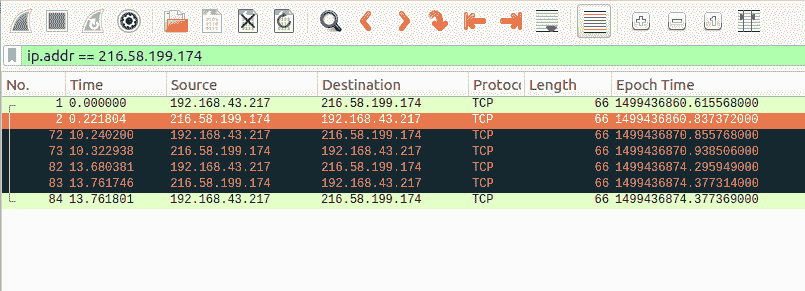 ip.addr == 216.58.199.174
No. Time Source Destination Protoco Length Epoch Time
1 0.000000 192.168.43.217 216.58.199.174 TCP 66 1499436860.615568000
2 0.221804 216.58.199.174 192.168.43.217 TCP 66 1499436860.837372000
72 10.240200 192.168.43.217 216.58.199.174 TCP 66 1499436870.855768000
73 10.322938 216.58.199.174 192.168.43.217 TCP 66 1499436870.938506000
82 13.680381 192.168.43.217 216.58.199.174 TCP 66 1499436874.295949000
83 13.761746 216.58.199.174 192.168.43.217 TCP 66 1499436874.377314000
84 13.761801 192.168.43.217 216.58.199.174 TCP 66 1499436874.377369000